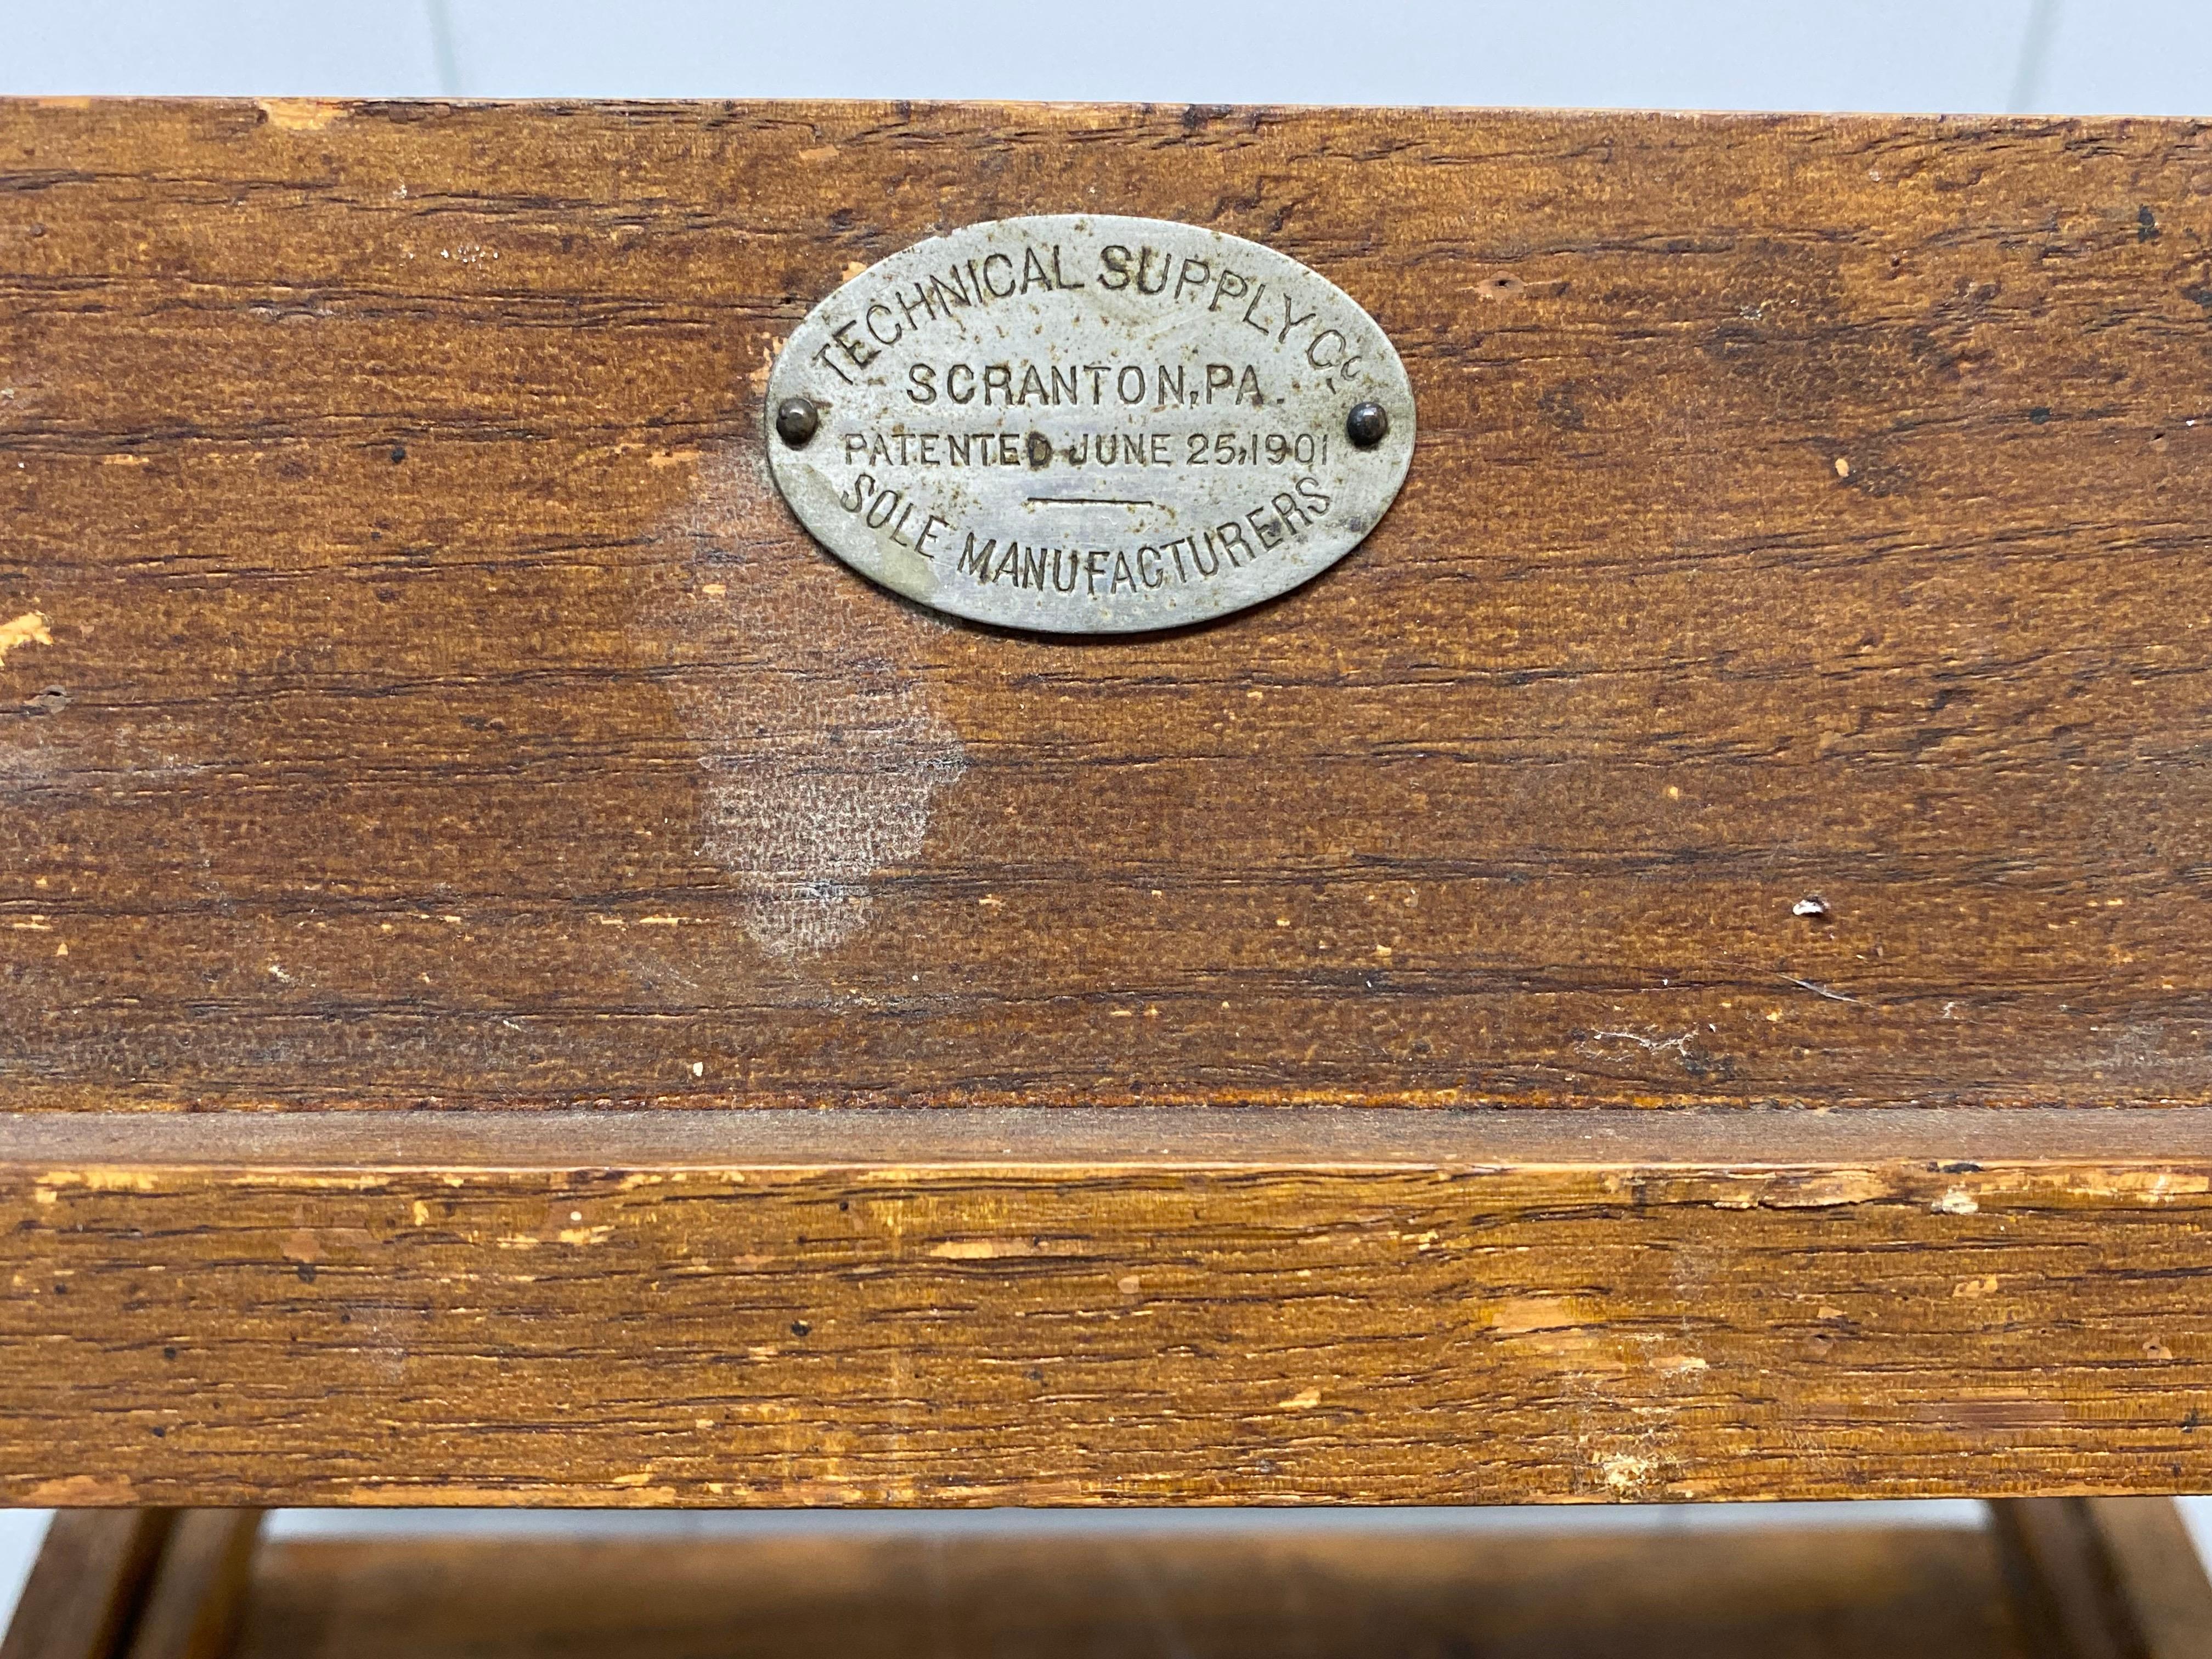 TECHNICAL SUPPLY Co.
SCRANTON, PA.
PATENTED JUNE 25, 1901
SOLE MANUFACTURERS